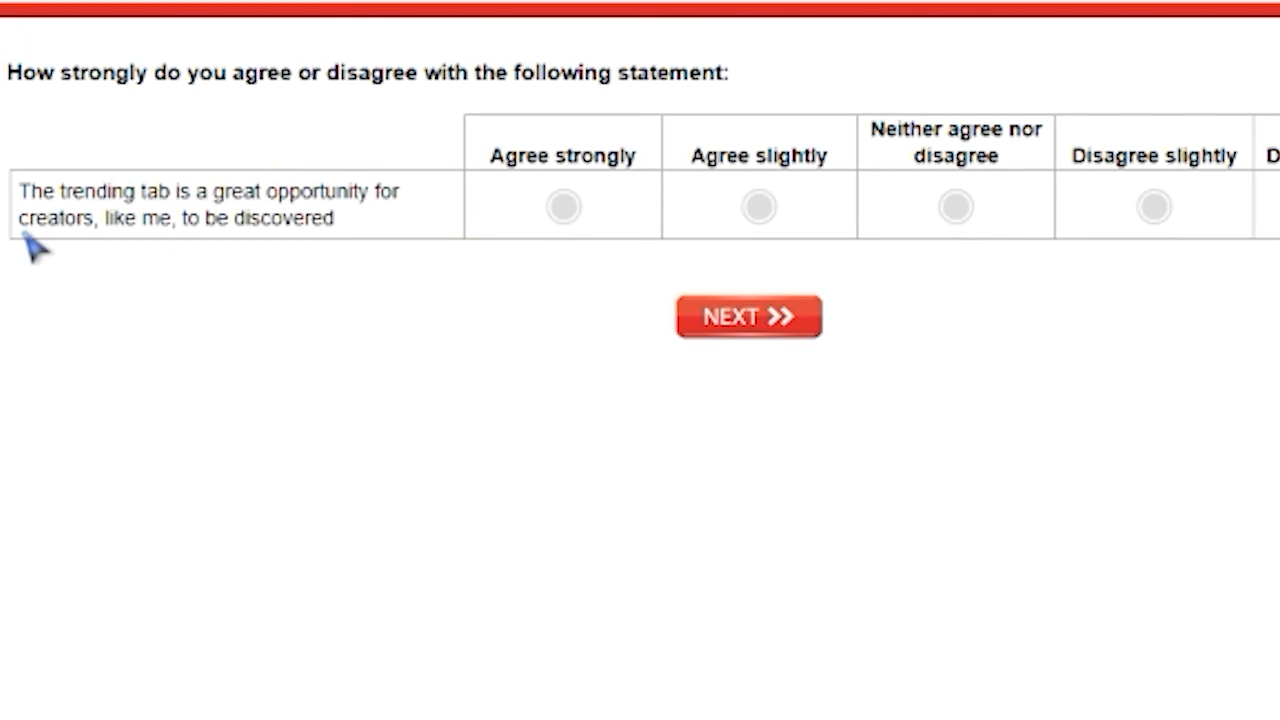 How strongly do you agree or disagree with the following statement:
Agree strongly
Agree slightly
Neither agree nor
disagree
Disagree slightly
D
The trending tab is a great opportunity for
creators, like me, to be discovered
NEXT